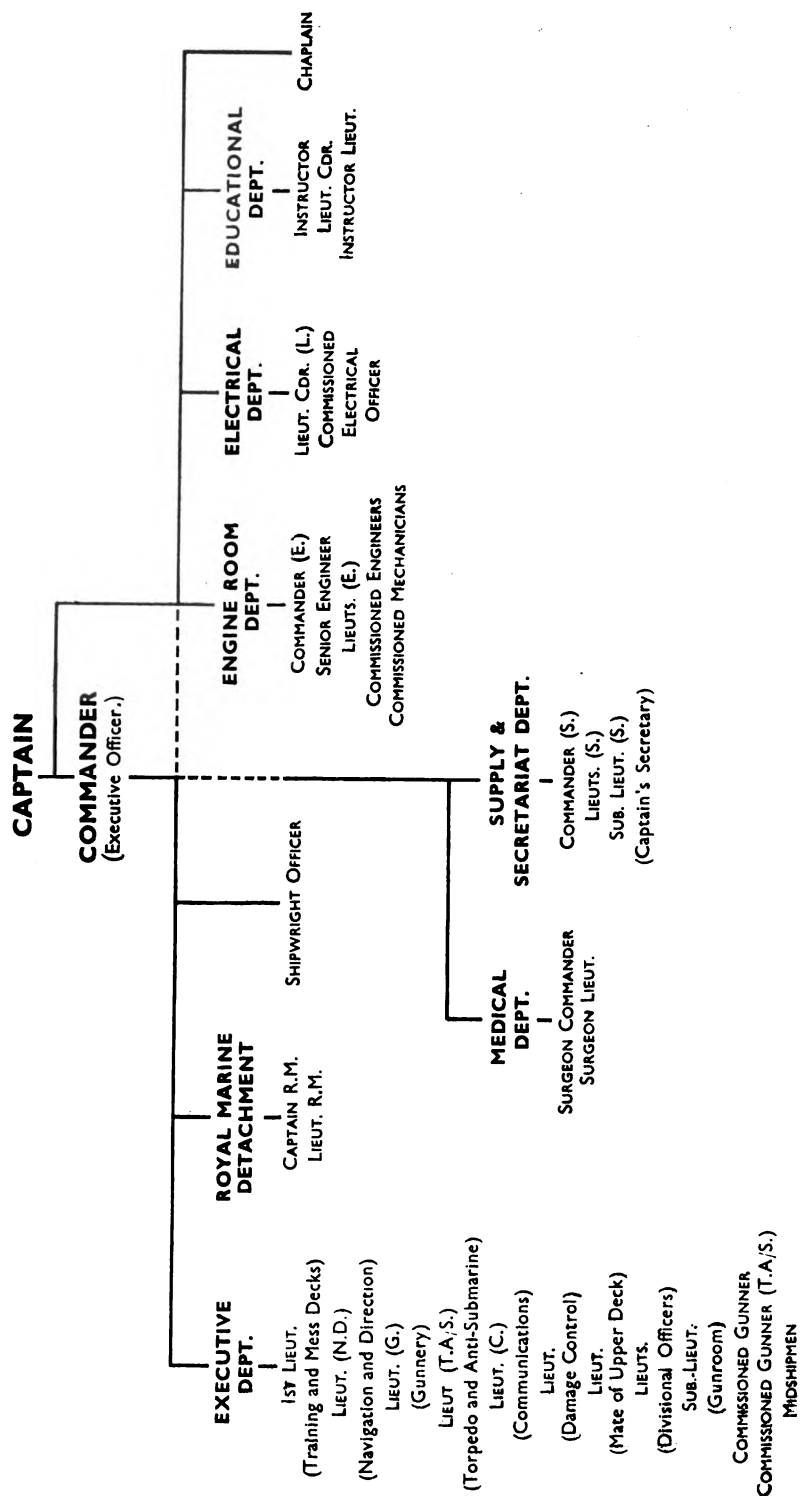 CAPTAIN
COMMANDER
(Executive Officer.)
EXECUTIVE
DEPT.
1ST LIEUT.
(Training and Mess Decks)
LIEUT. (N.D.)
(Navigation and Direction)
LIEUT. (G.)
(Gunnery)
LIEUT (T.A/S.)
(Torpedo and Anti-Submarine)
LIEUT. (C.)
(Communications)
LIEUT.
(Damage Control)
LIEUT.
(Mate of Upper Deck)
LIEUTS.
(Divisional Officers)
SUB.-LIEUT.
(Gunroom)
COMMISSIONED GUNNER
COMMISSIONED GUNNER (T.A/S.)
MIDSHIPMEN
ROYAL MARINE
DETACHMENT
CAPTAIN R.M.
LIEUT. R.M.
SHIPWRIGHT OFFICER
ENGINE ROOM
DEPT.
COMMANDER (E.)
SENIOR ENGINEER
LIEUTS. (E.)
COMMISSIONED ENGINEERS
COMMISSIONED MECHANICIANS
ELECTRICAL
DEPT.
LIEUT. CDR. (L.)
COMMISSIONED
ELECTRICAL
OFFICER
EDUCATIONAL
DEPT.
INSTRUCTOR
LIEUT. CDR.
INSTRUCTOR LIEUT.
CHAPLAIN
MEDICAL
DEPT.
SURGEON COMMANDER
SURGEON LIEUT.
SUPPLY &
SECRETARIAT DEPT.
COMMANDER (S.)
LIEUTS. (S.)
SUB. LIEUT. (S.)
(Captain's Secretary)